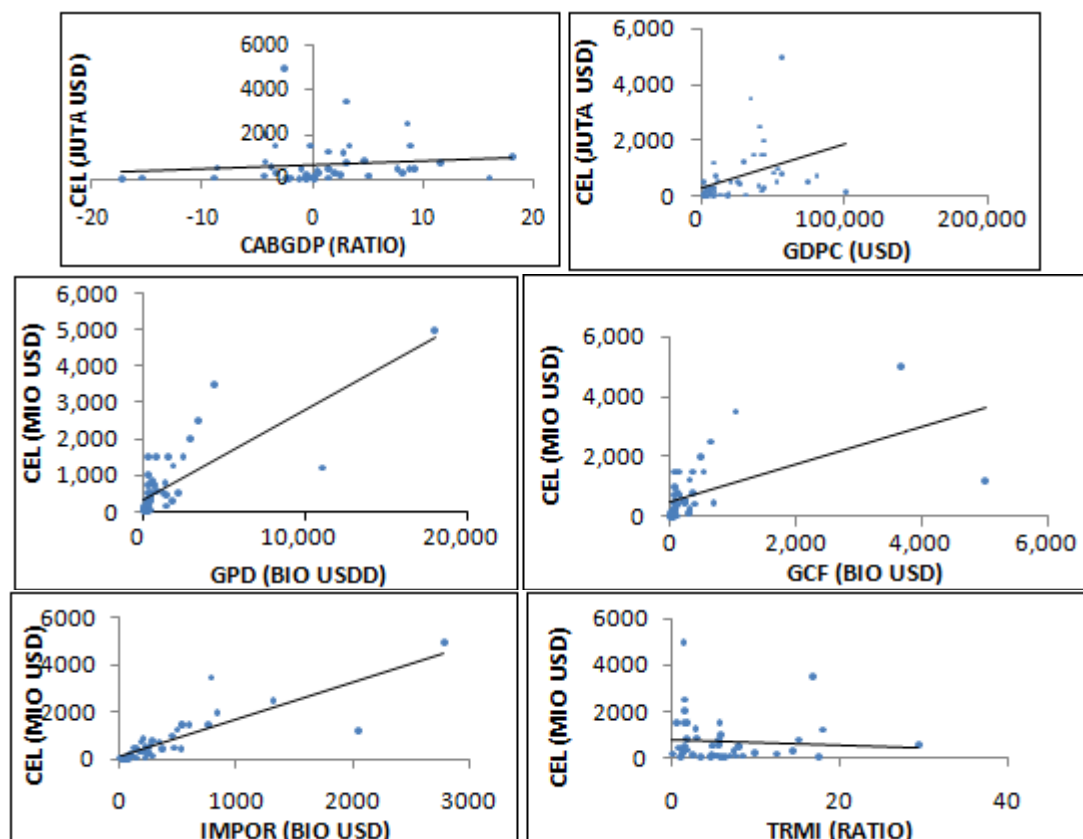 CEL (JUTA USD)
6000
4000
2000
0
-20 -10 0 10 20
CABGDP (RATIO)
CEL (JUTA USD)
6,000
4,000
2,000
0
0 100,000 200,000
GDPC (USD)
CEL (MIO USD)
6,000
5,000
4,000
3,000
2,000
1,000
0
0 10,000 20,000
GPD (BIO USDD)
CEL (MIO USD)
6,000
4,000
2,000
0
0 2,000 4,000 6,000
GCF (BIO USD)
CEL (MIO USD)
6000
4000
2000
0
0 1000 2000 3000
IMPOR (BIO USD)
CEL (MIO USD)
6000
4000
2000
0
0 20 40
TRMI (RATIO)